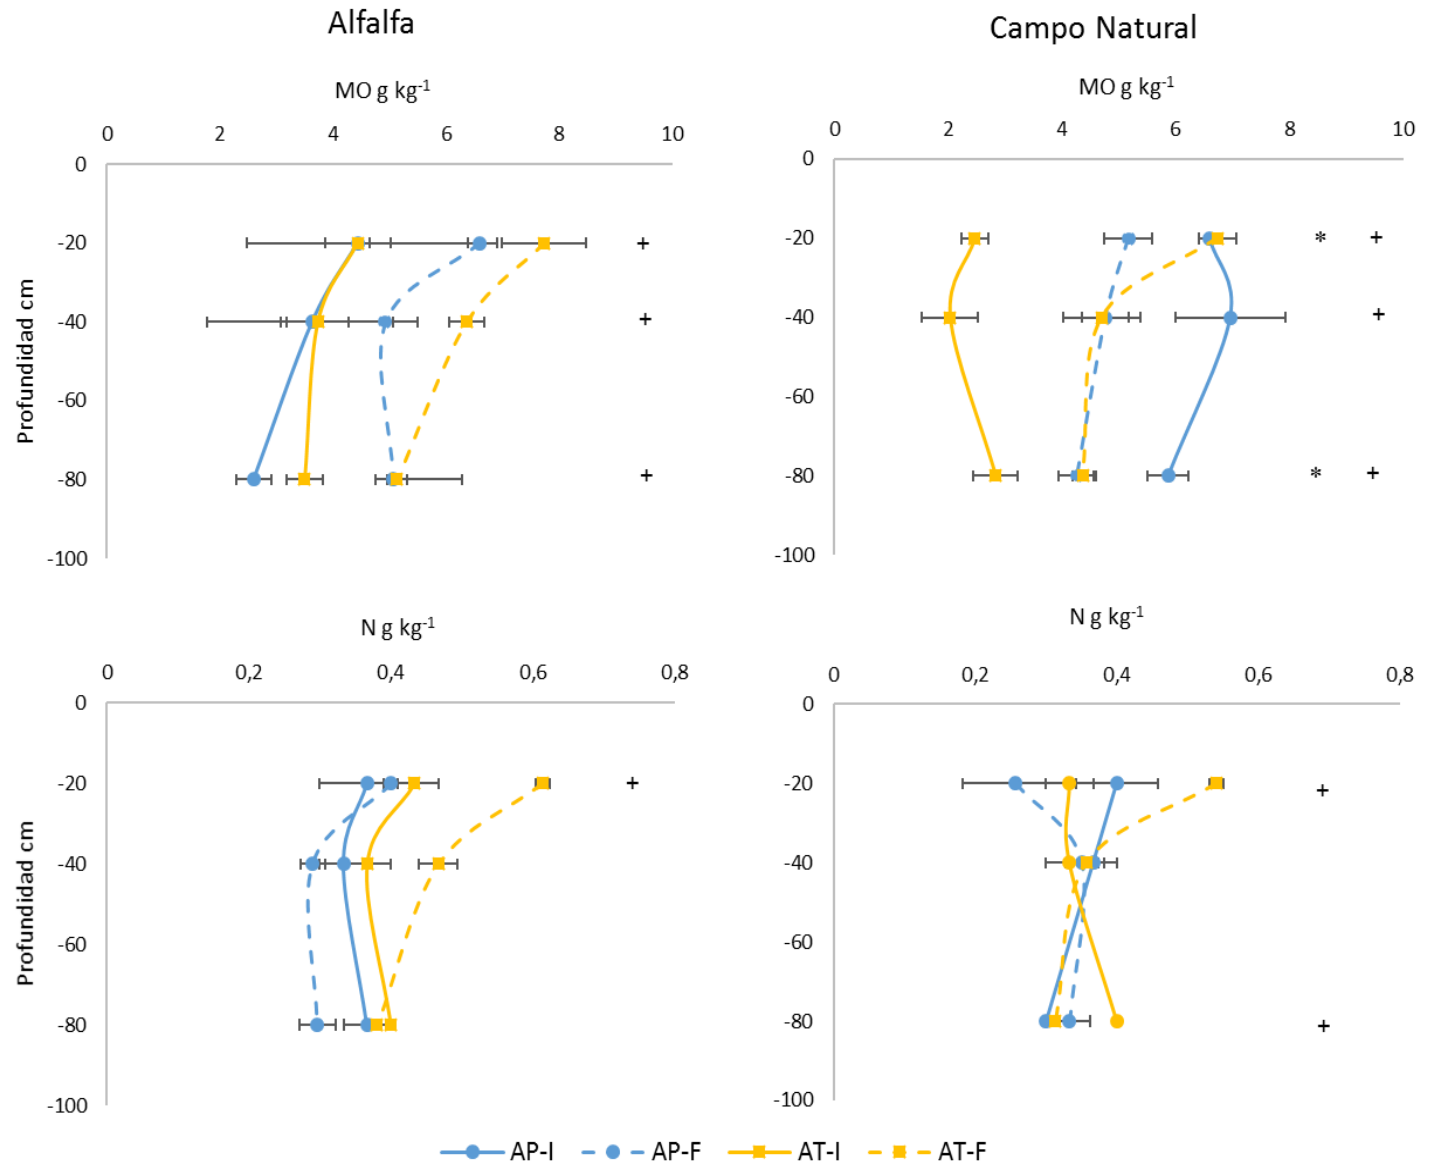 Alfalfa
Campo Natural
MO g kg-1
MO g kg-1
0 2 4 6 8 10
0 2 4 6 8 10
0
-20
-40
-60
-80
-100
Profundidad cm
+
+
+
0
-20
-40
-60
-80
-100
* +
+
* +
N g kg-1
N g kg-1
0 0,2 0,4 0,6 0,8
0 0,2 0,4 0,6 0,8
0
-20
-40
-60
-80
-100
Profundidad cm
+
0
-20
-40
-60
-80
-100
+
+
AP-I AP-F AT-I AT-F